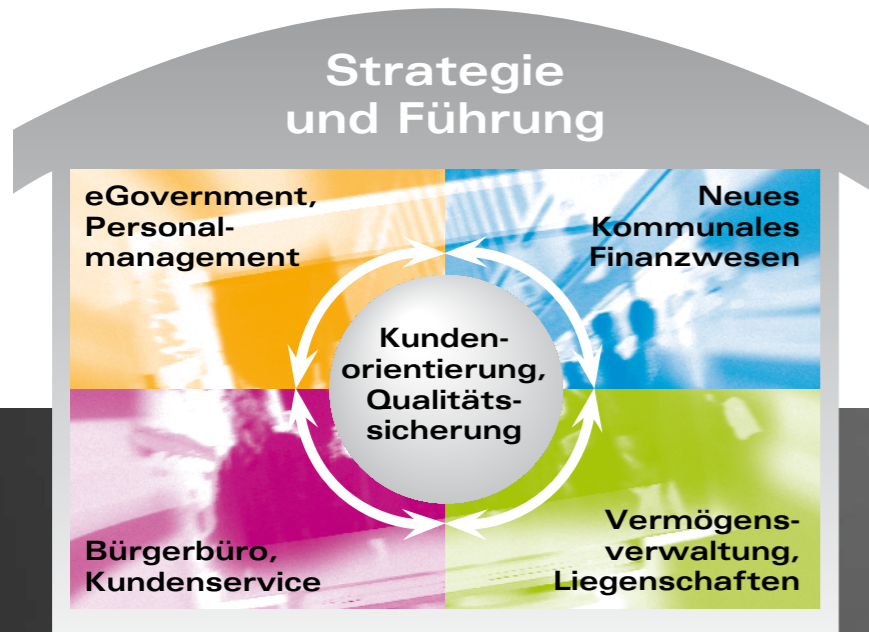 Strategie
und Führung
eGovernment,
Personal-
management
Neues
Kommunales
Finanzwesen
Kunden-
orientierung,
Qualitäts-
sicherung
Bürgerbüro,
Kundenservice
Vermögens-
verwaltung,
Liegenschaften